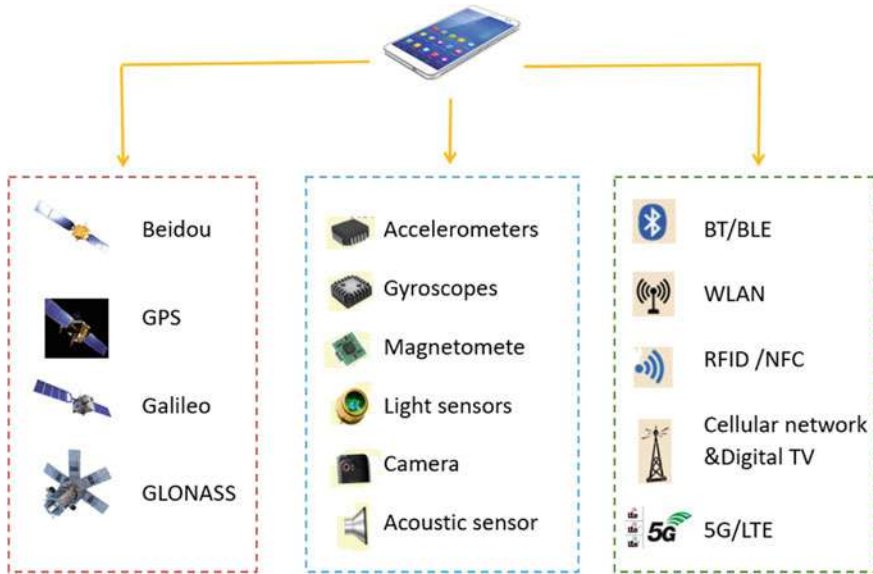 Beidou
GPS
Galileo
GLONASS
Accelerometers
Gyroscopes
Magnetomete
Light sensors
Camera
Acoustic sensor
BT/BLE
WLAN
RFID /NFC
Cellular network
&Digital TV
5G
5G/LTE